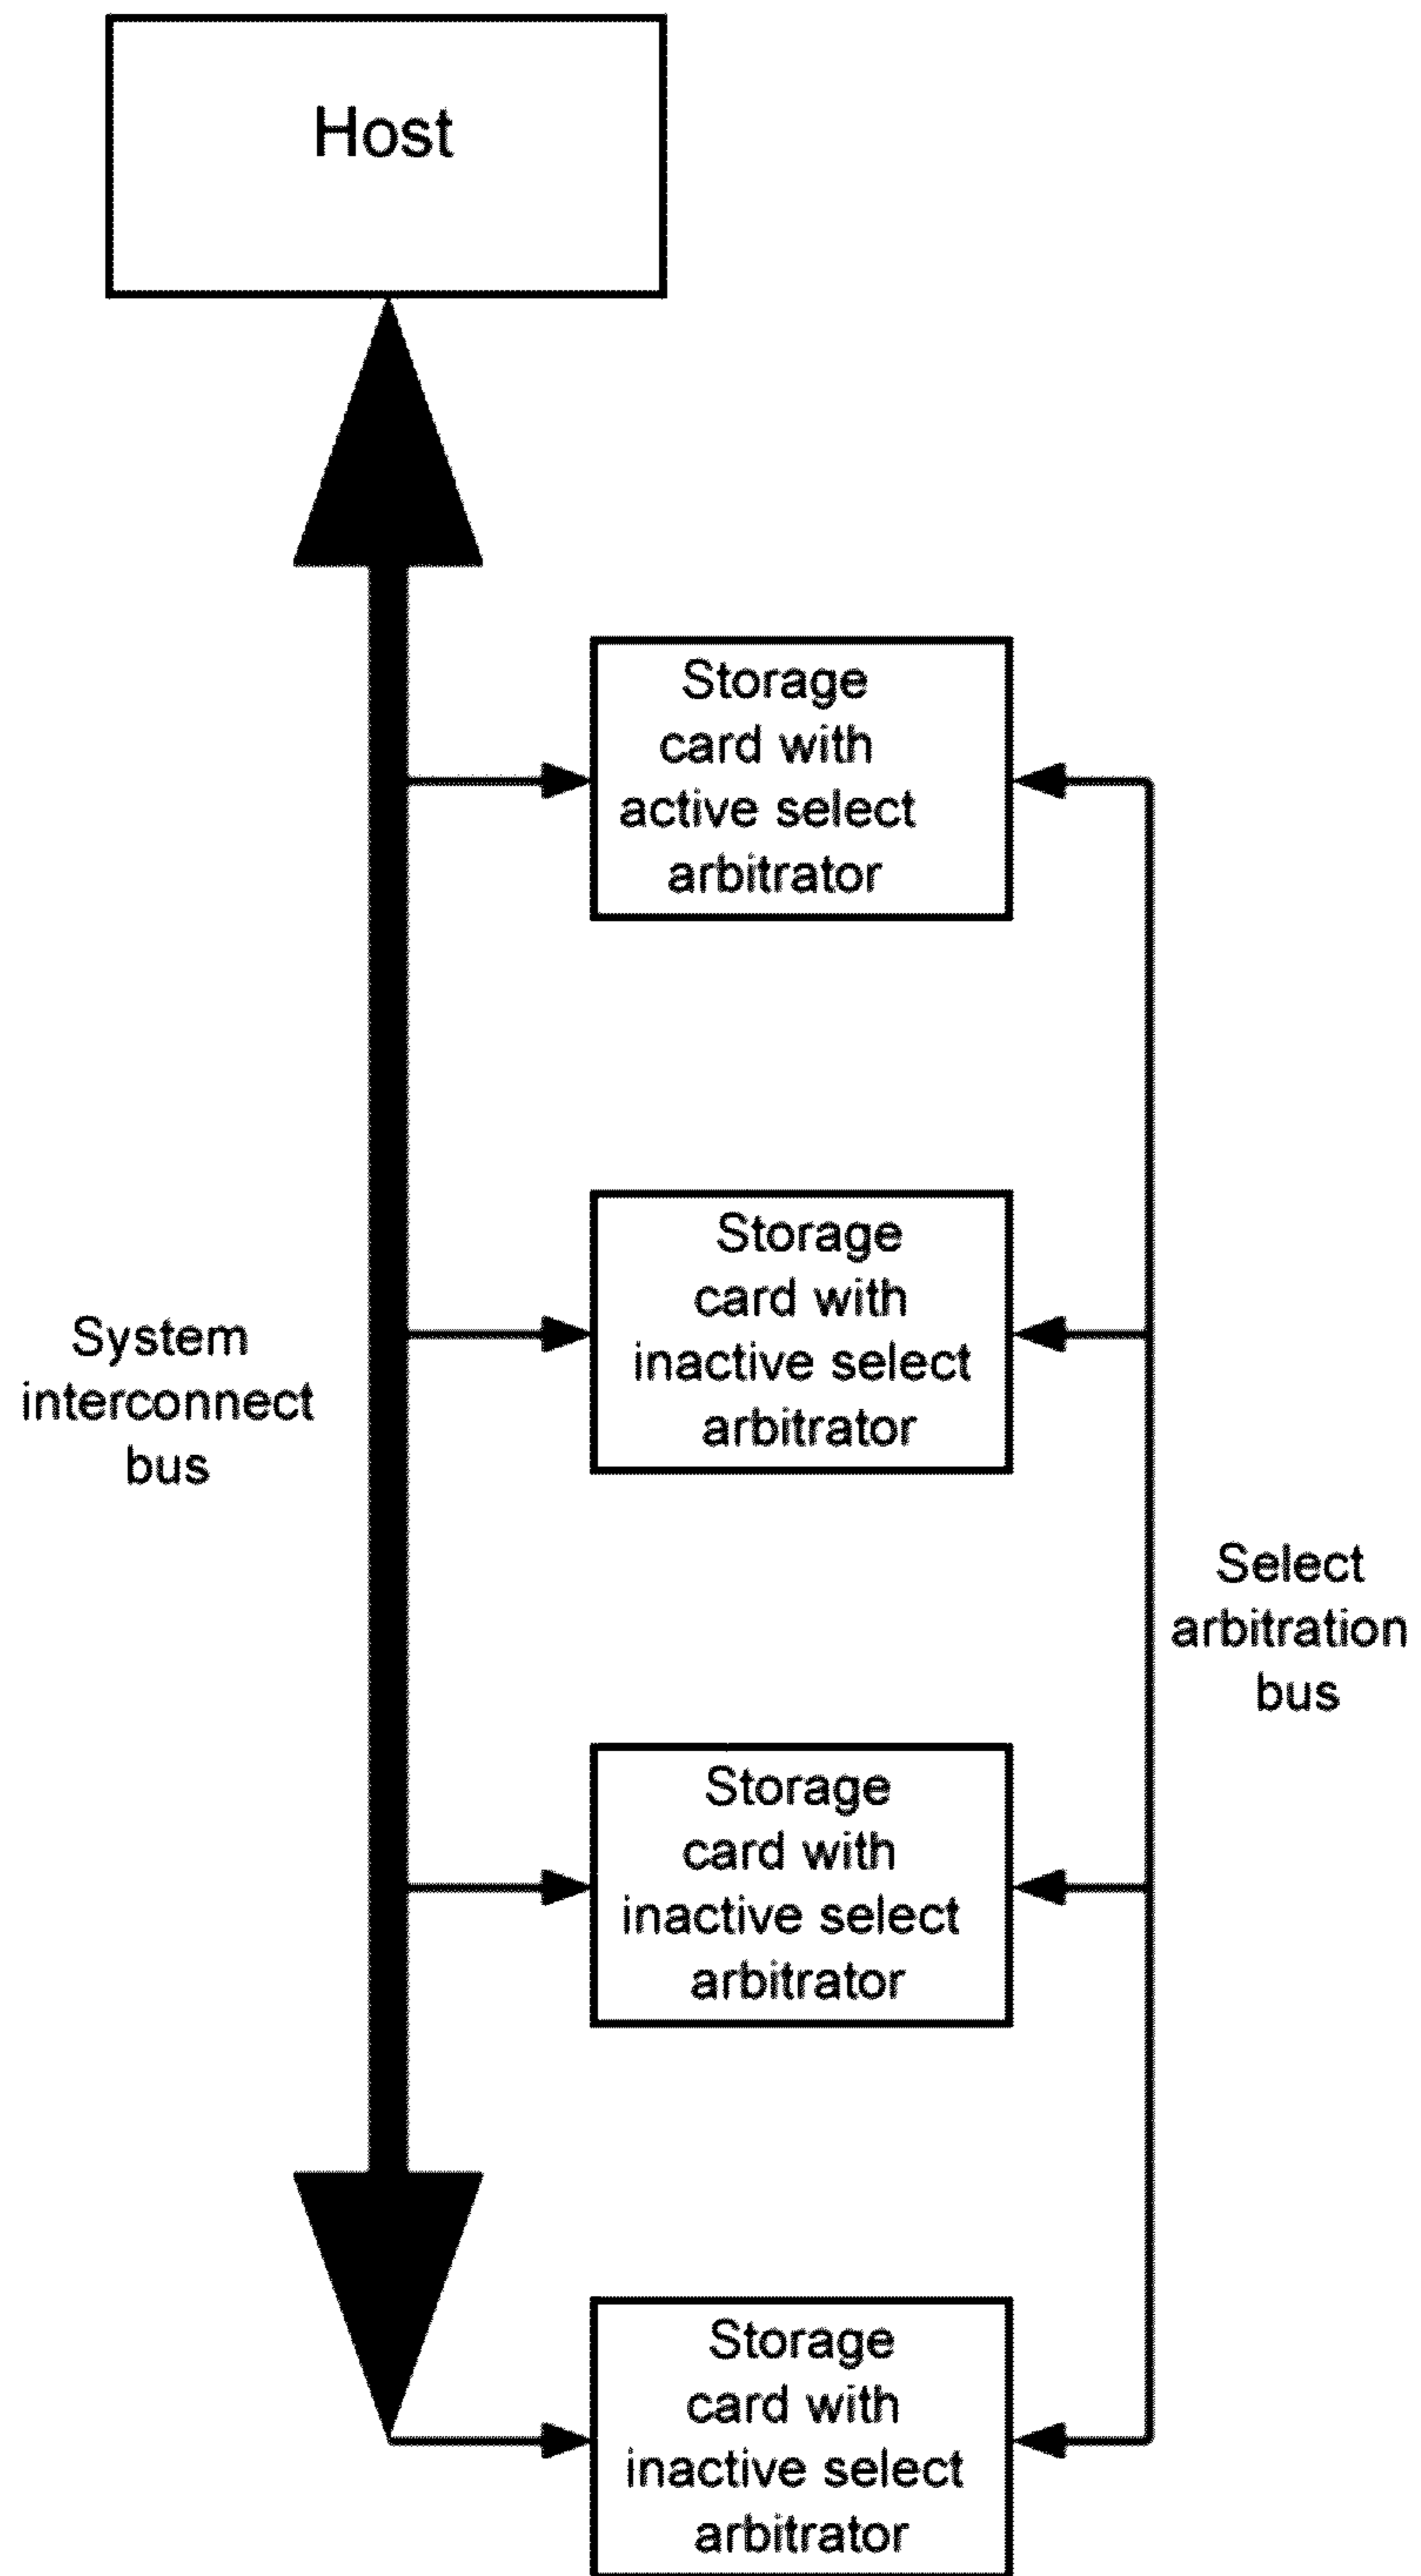 Host
Storage
card with
active select
arbitrator
Storage
card with
inactive select
arbitrator
System
interconnect
bus
Select
arbitration
bus
Storage
card with
inactive select
arbitrator
Storage
card with
inactive select
arbitrator